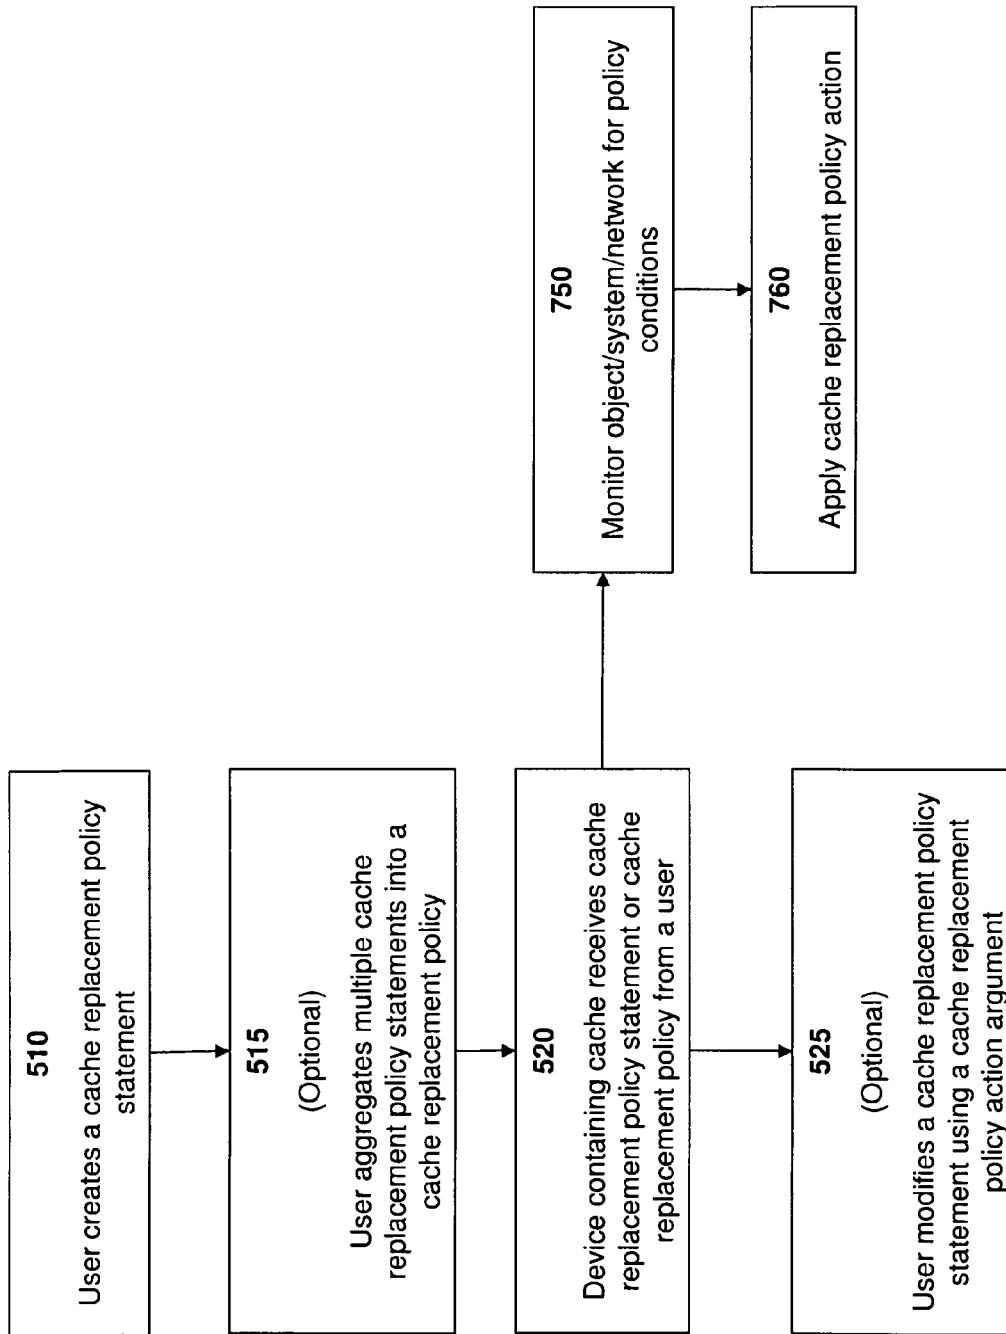 510
User creates a cache replacement policy
statement
515
(Optional)
User aggregates multiple cache
replacement policy statements into a
cache replacement policy
520
Device containing cache receives cache
replacement policy statement or cache
replacement policy from a user
525
(Optional)
User modifies a cache replacement policy
statement using a cache replacement
policy action argument
750
Monitor object/system/network for policy
conditions
760
Apply cache replacement policy action